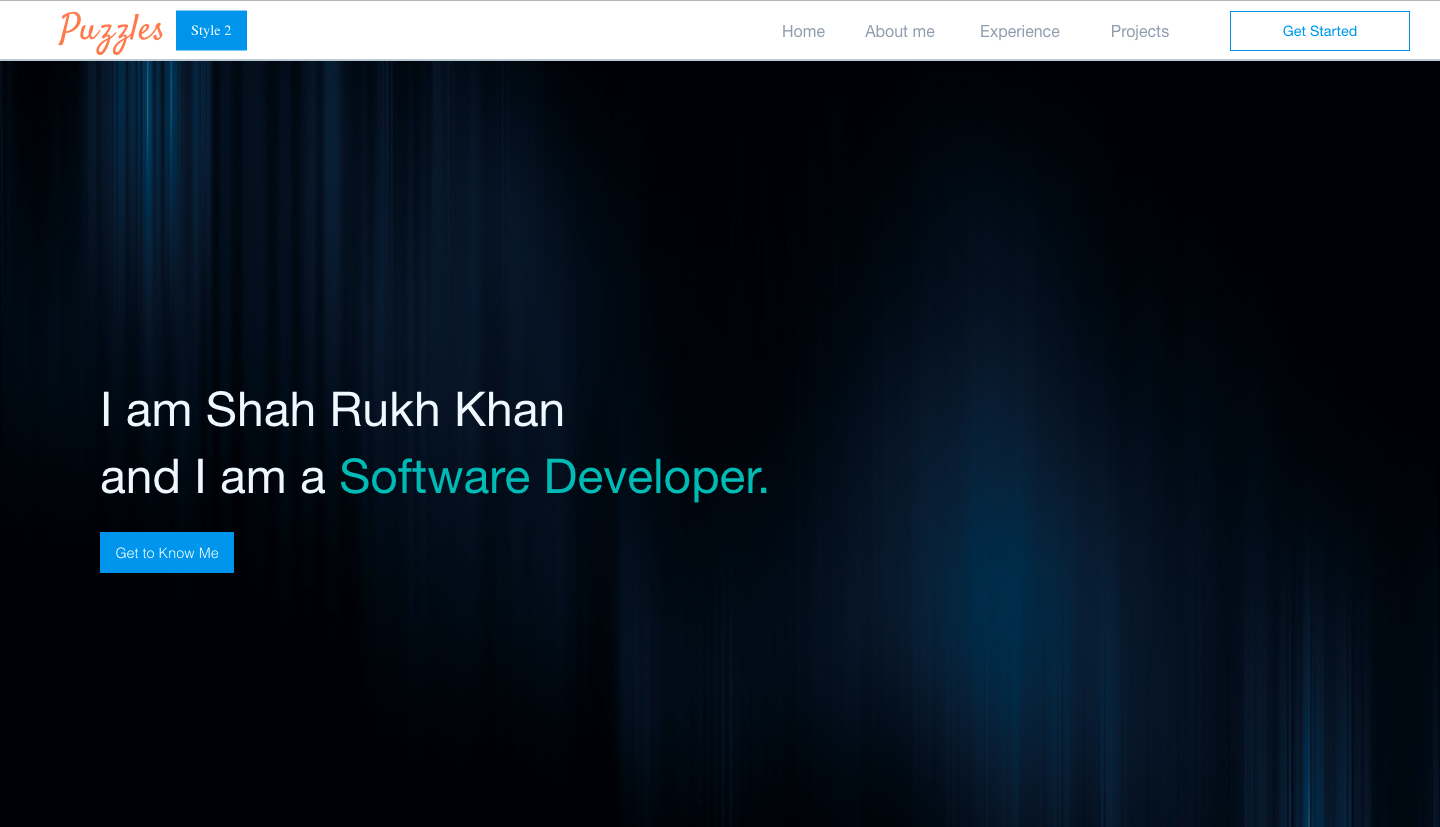 Puzzles
Style 2
Home
About me
Experience
Projects
Get Started
I am Shah Rukh Khan
and I am a Software Developer.
Get to Know Me